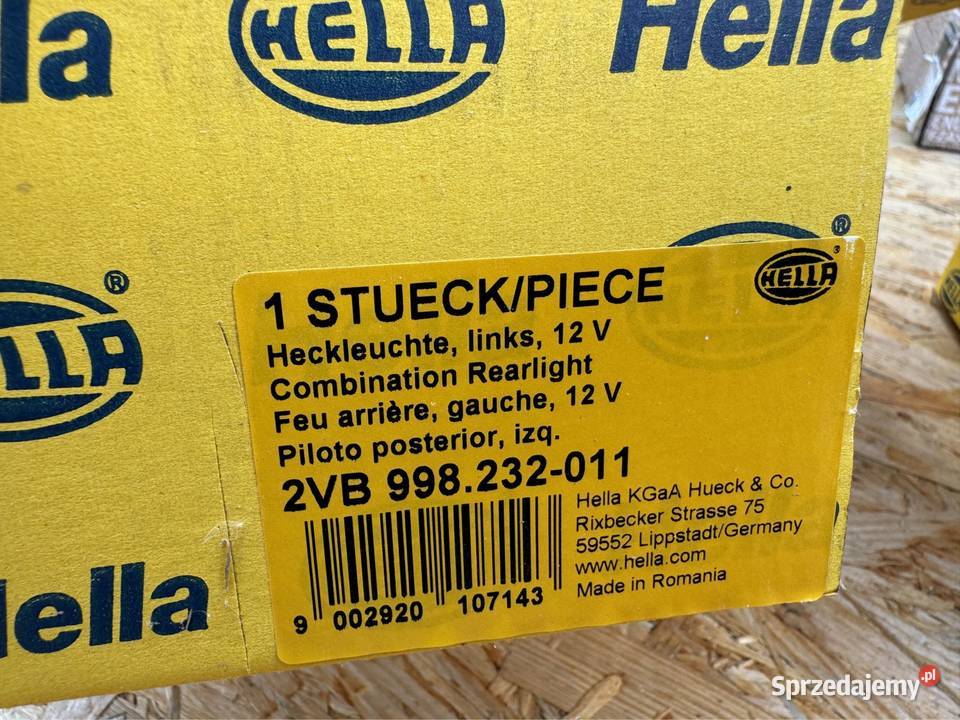 la
HELLA
Hella
HELLA ®
®
1 STUECK/PIECE
HELLA ®
Heckleuchte, links, 12 V
Combination Rearlight
Feu arrière, gauche, 12 V
Piloto posterior, izq.
2VB 998.232-011
Hella KGaA Hueck & Co.
Rixbecker Strasse 75
59552 Lippstadt/Germany
www.hella.com
Made in Romania
9 002920 107143
Hella
Sprzedajemy.pl